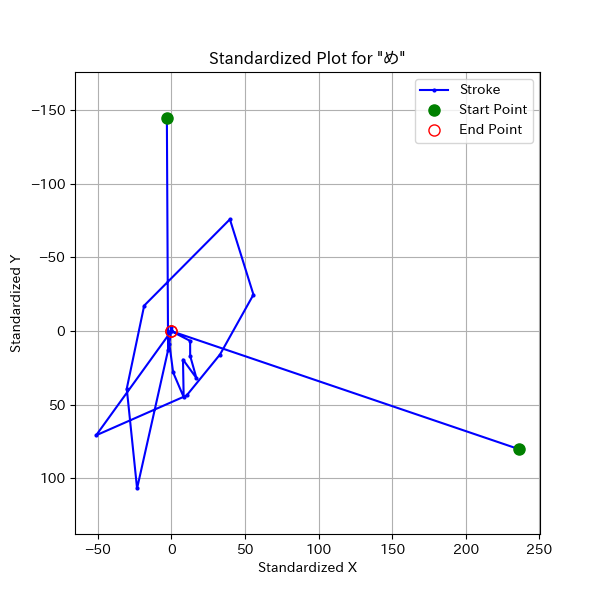 Standardized Plot for "め"
Stroke
Start Point
End Point
Standardized Y
−150
−100
−50
0
50
100
−50
0
50
100
150
200
250
Standardized X